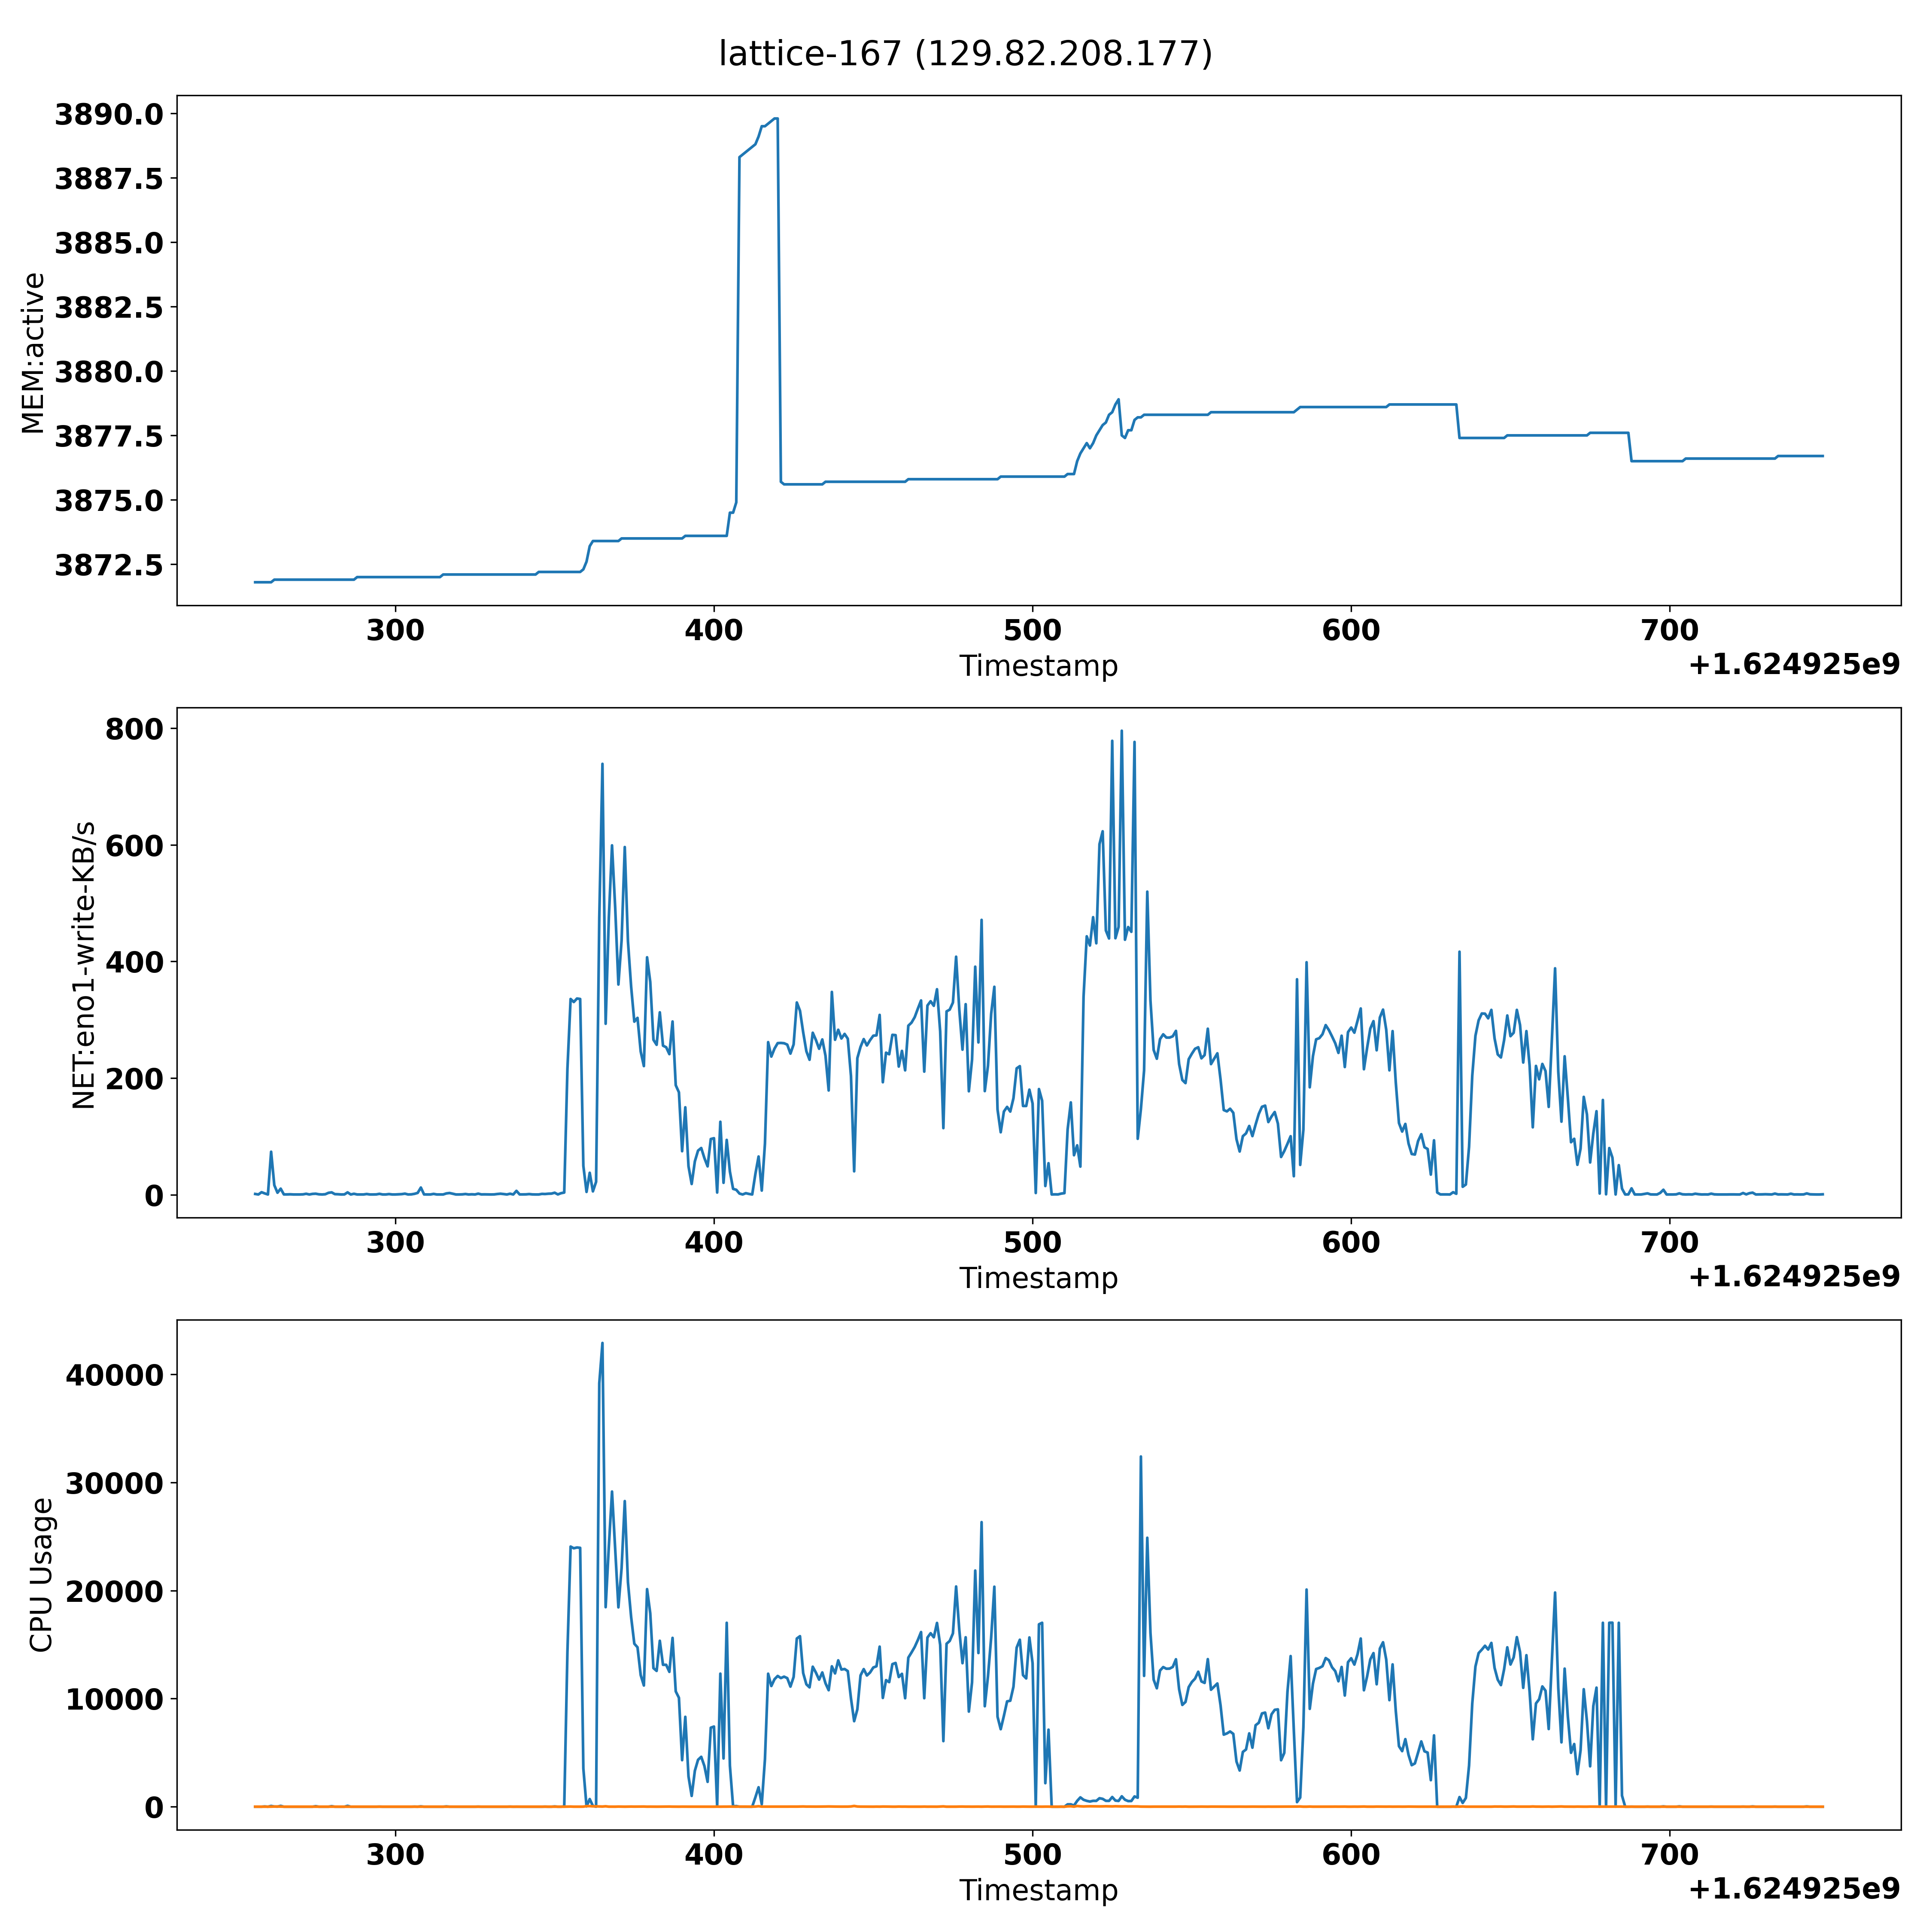 lattice-167 (129.82.208.177)
3890.0
3887.5
3885.0
3882.5
3880.0
3877.5
3875.0
3872.5
MEM:active
300 400 500 600 700
Timestamp
+1.624925e9
800
600
400
200
0
NET:eno1-write-KB/s
300 400 500 600 700
Timestamp
+1.624925e9
40000
30000
20000
10000
0
CPU Usage
300 400 500 600 700
Timestamp
+1.624925e9